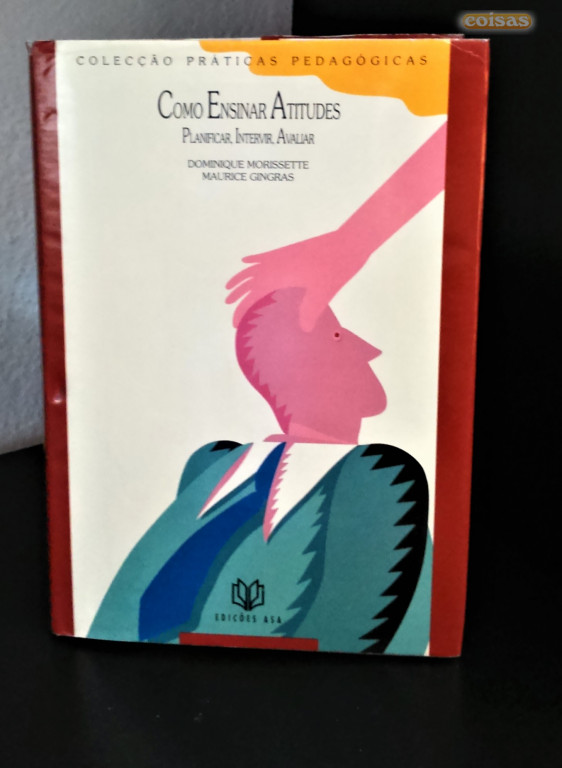 coisas
COLECÇÃO PRÁTICAS PEDAGÓGICAS
COMO ENSINAR ATITUDES
PLANIFICAR, INTERVIR, AVALIAR
DOMINIQUE MORISSETTE
MAURICE GINGRAS
EDIÇÕES ASA